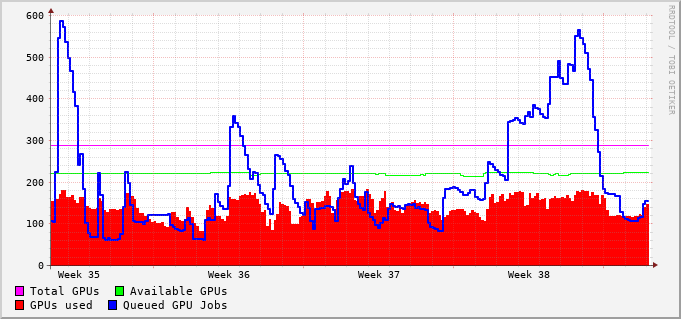 600
500
400
300
200
100
0
Week 35 Week 36 Week 37 Week 38
Total GPUs Available GPUs
GPUs used Queued GPU Jobs
RRDTOOL / TOBI OETIKER